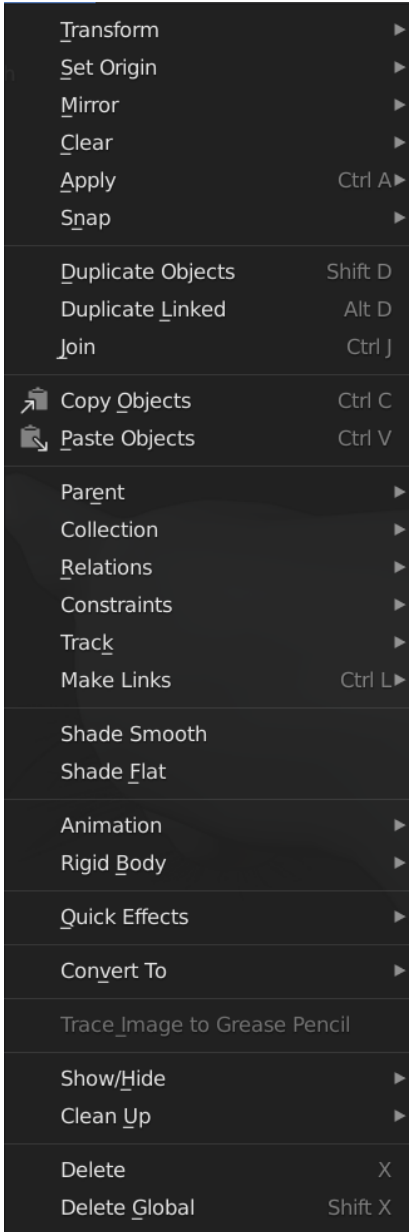 Transform
Set Origin
Mirror
Clear
Apply Ctrl A
Snap
Duplicate Objects Shift D
Duplicate Linked Alt D
Join Ctrl J
Copy Objects Ctrl C
Paste Objects Ctrl V
Parent
Collection
Relations
Constraints
Track
Make Links Ctrl L
Shade Smooth
Shade Flat
Animation
Rigid Body
Quick Effects
Convert To
Trace Image to Grease Pencil
Show/Hide
Clean Up
Delete X
Delete Global Shift X